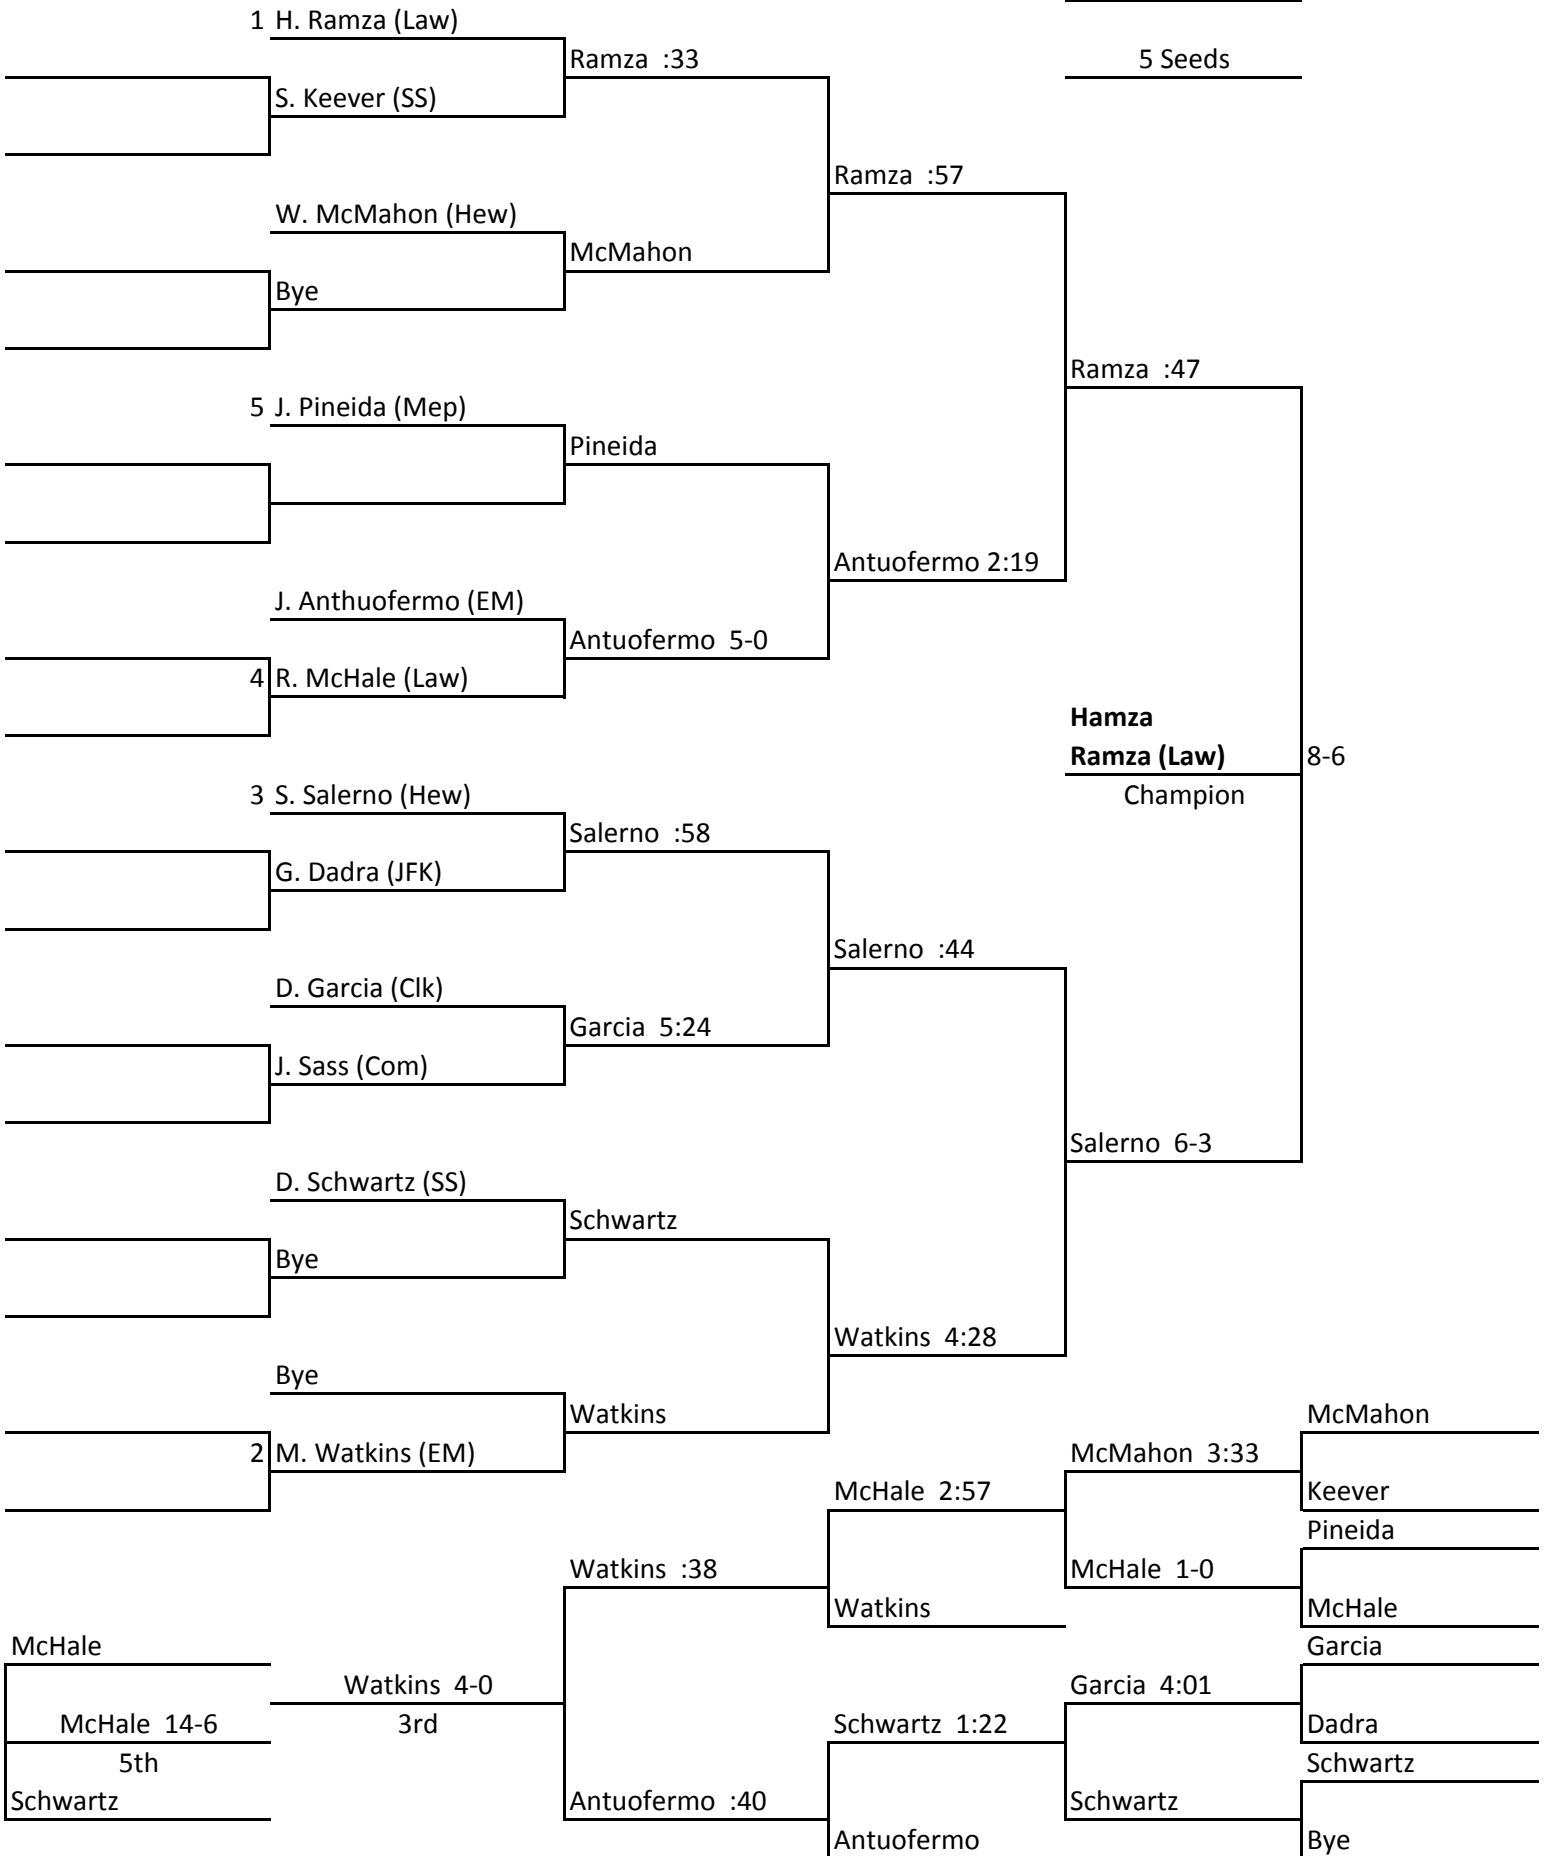 1 H. Ramza (Law)
Ramza :33
5 Seeds
S. Keever (SS)
Ramza :57
W. McMahon (Hew)
McMahon
Bye
Ramza :47
5 J. Pineida (Mep)
Pineida
Antuofermo 2:19
J. Anthuofermo (EM)
Antuofermo 5-0
4 R. McHale (Law)
Hamza
Ramza (Law)
8-6
Champion
3 S. Salerno (Hew)
Salerno :58
G. Dadra (JFK)
Salerno :44
D. Garcia (Clk)
Garcia 5:24
J. Sass (Com)
Salerno 6-3
D. Schwartz (SS)
Schwartz
Bye
Watkins 4:28
Bye
Watkins
McMahon
2 M. Watkins (EM)
McMahon 3:33
McHale 2:57
Keever
Pineida
Watkins :38
McHale 1-0
Watkins
McHale
McHale
Garcia
Watkins 4-0
Garcia 4:01
McHale 14-6
3rd
Schwartz 1:22
Dadra
5th
Schwartz
Schwartz
Antuofermo :40
Schwartz
Antuofermo
Bye